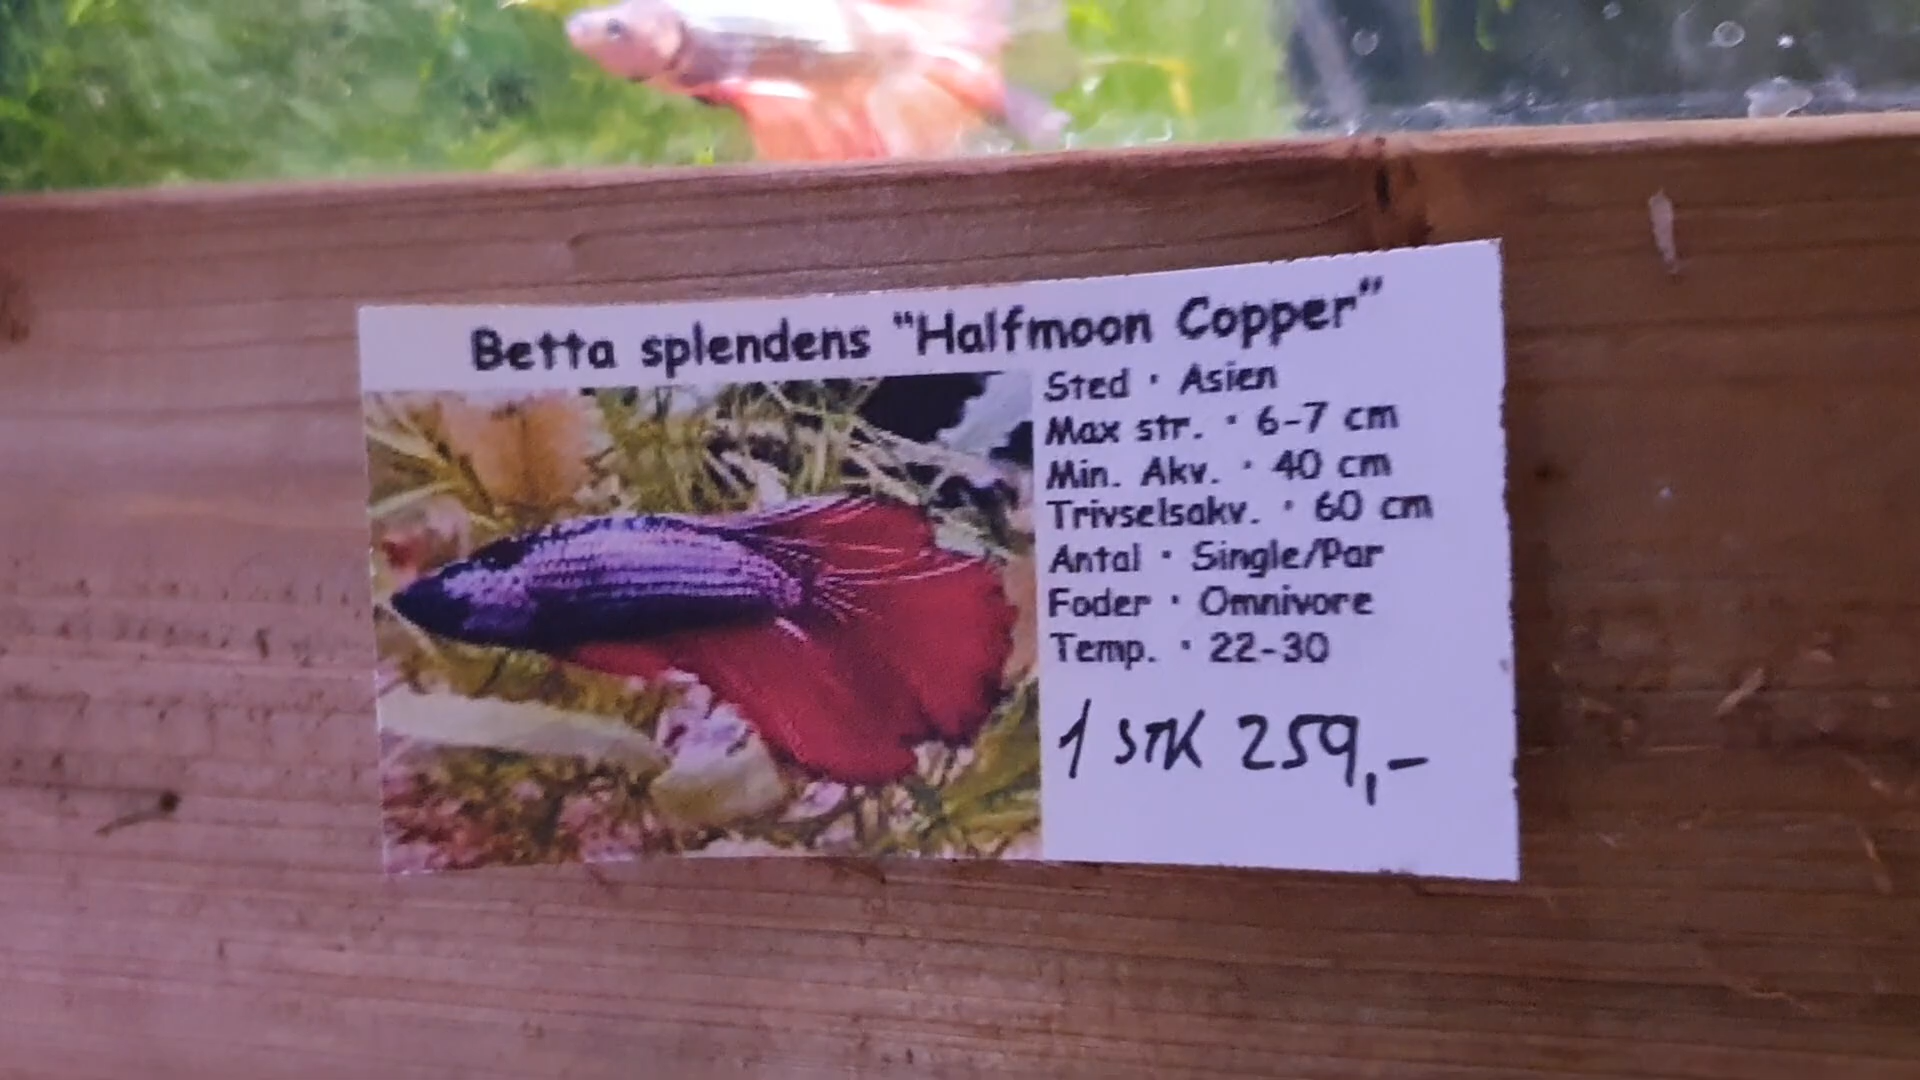 Betta splendens "Halfmoon Copper"
Sted · Asien
Max str. · 6-7 cm
Min. Akv. · 40 cm
Trivselsakv. · 60 cm
Antal · Single/Par
Foder · Omnivore
Temp. · 22-30
1 STK 259,-